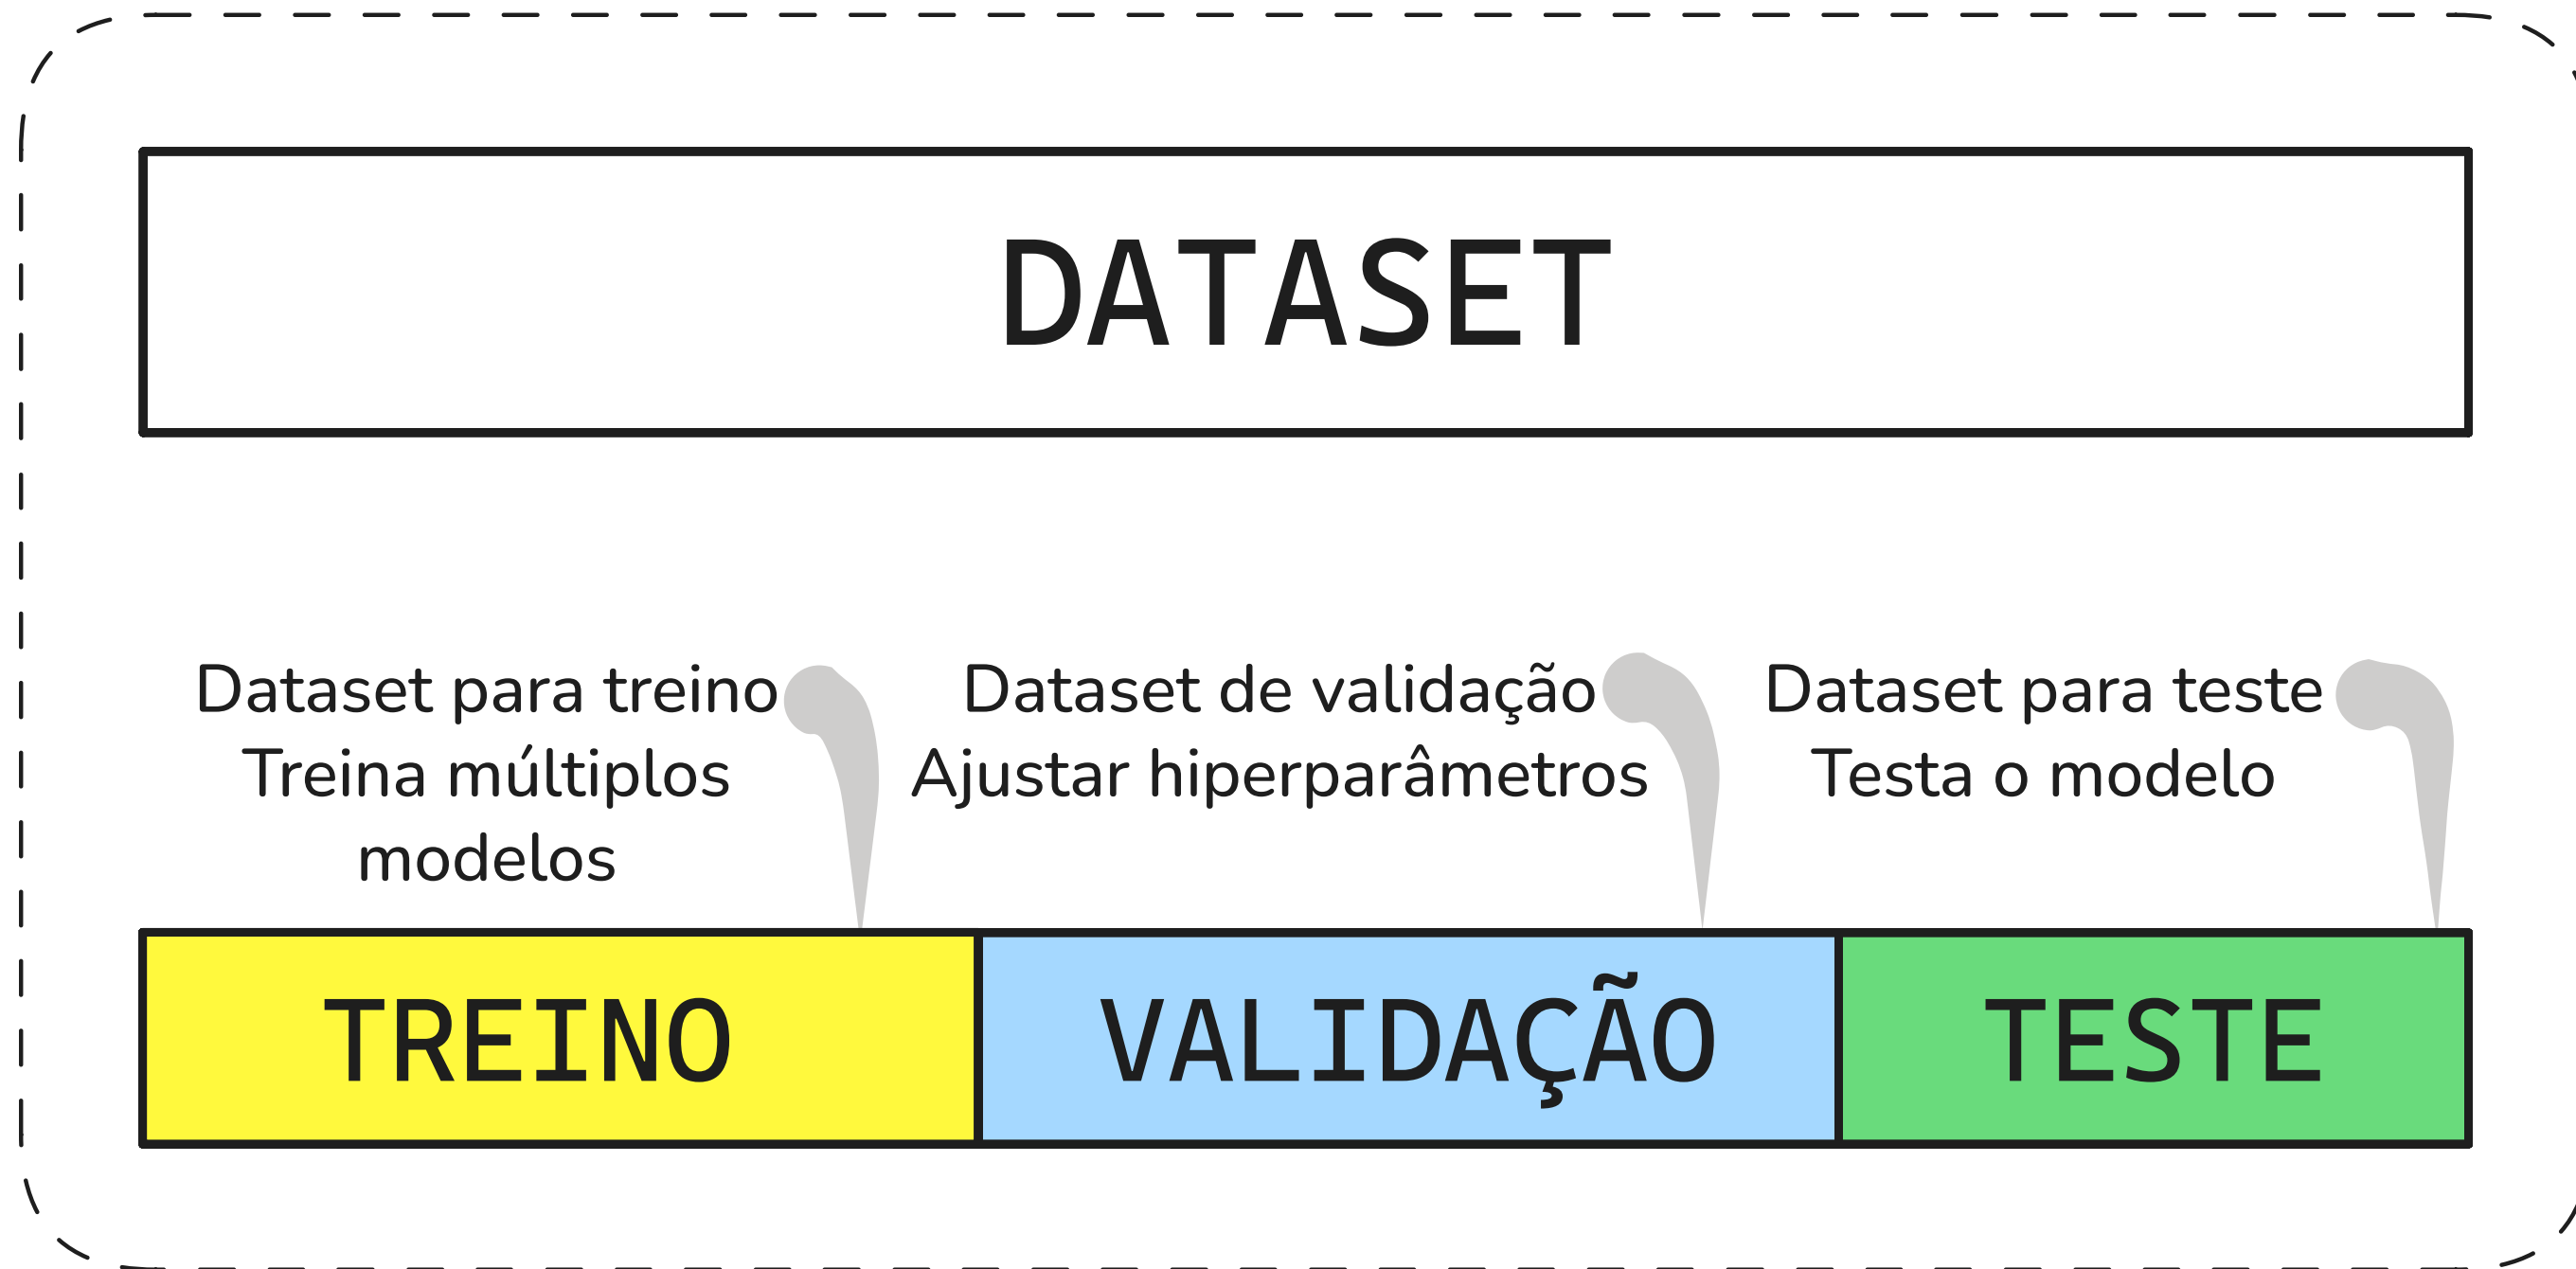 DATASET
Dataset para treino
Treina múltiplos
modelos
Dataset de validação
Ajustar hiperparâmetros
Dataset para teste
Testa o modelo
TREINO
VALIDAÇÃO
TESTE